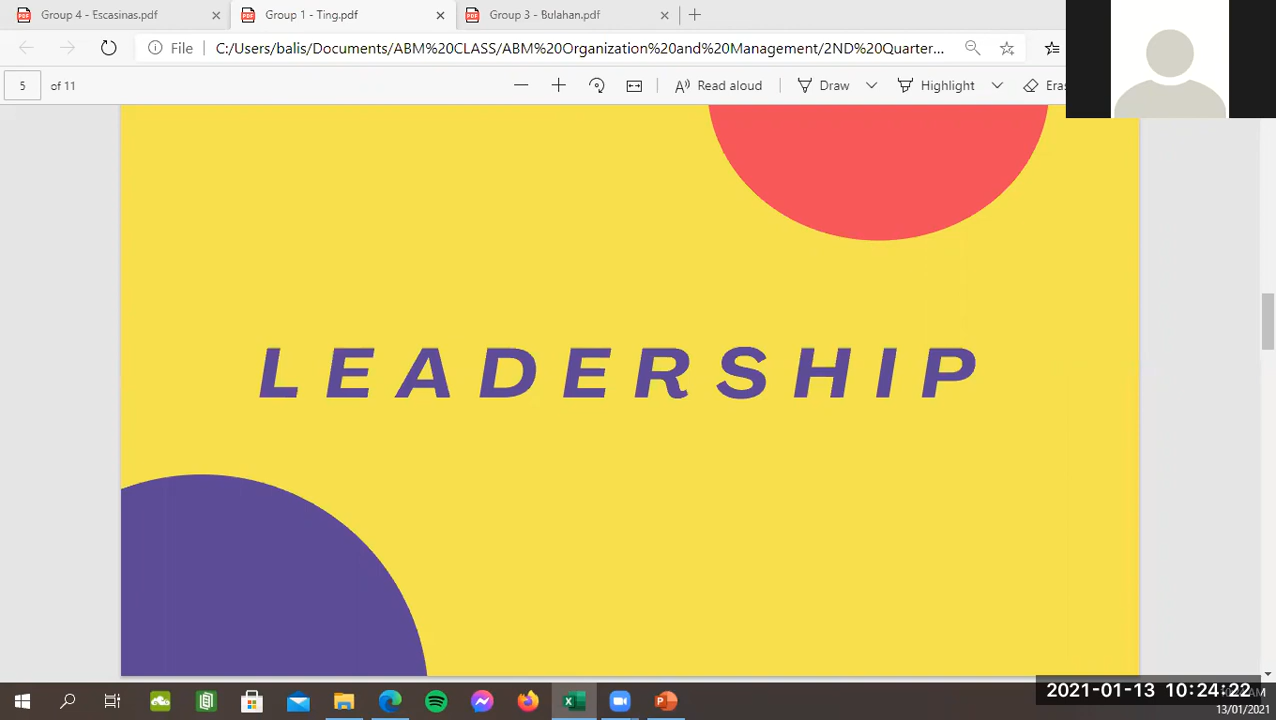 Group 4 - Escasinas.pdf
Group 1 - Ting.pdf
Group 3 - Bulahan.pdf
File
C:/Users/balis/Documents/ABM%20CLASS/ABM%20Organization%20and%20Management/2ND%20Quarter...
5 of 11
Read aloud
Draw
Highlight
LEADERSHIP
2021-01-13 10:24:22
13/01/2021